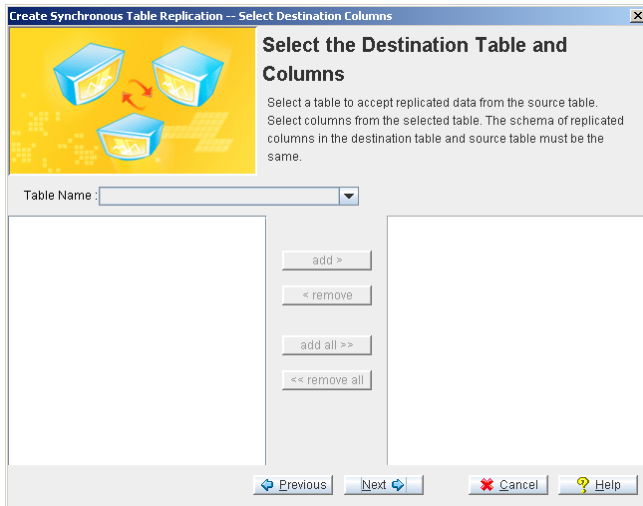 Create Synchronous Table Replication -- Select Destination Columns
Select the Destination Table and
Columns
Select a table to accept replicated data from the source table.
Select columns from the selected table. The schema of replicated
columns in the destination table and source table must be the
same.
Table Name :
add >
< remove
add all >>
<< remove all
Previous Next Cancel Help